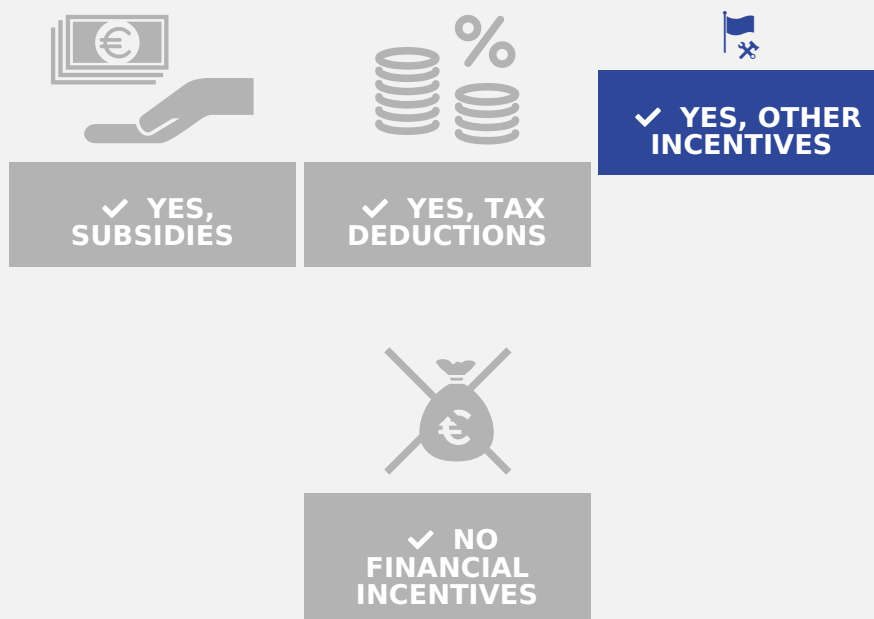 YES, OTHER
INCENTIVES
YES,
SUBSIDIES
YES, TAX
DEDUCTIONS
NO
FINANCIAL
INCENTIVES